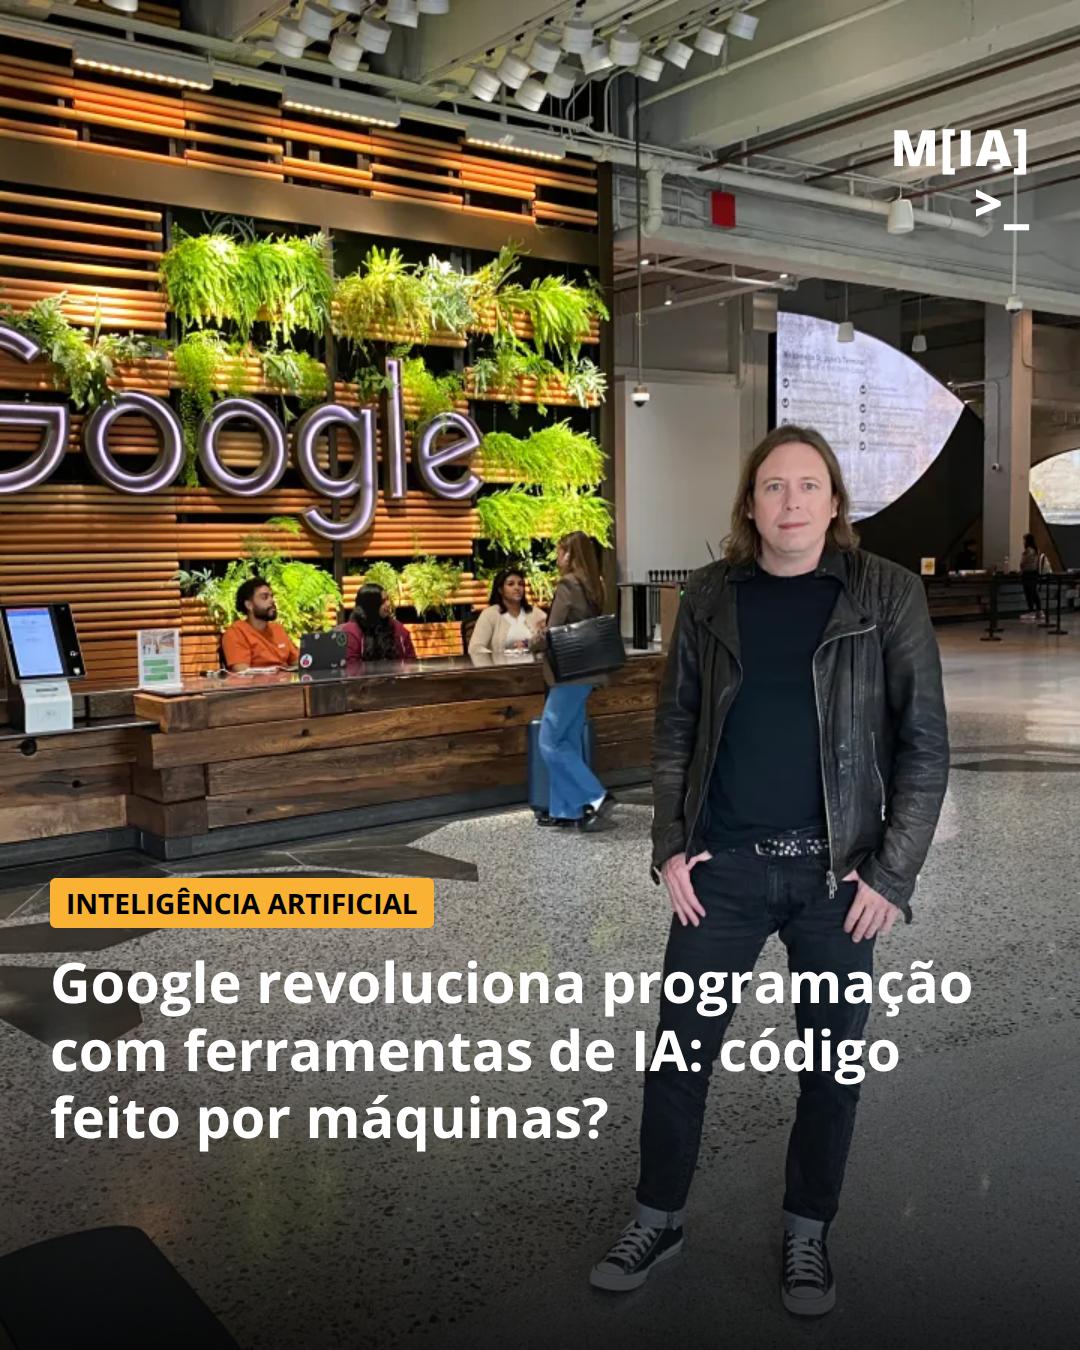 M[IA]
>_
Google
INTELIGÊNCIA ARTIFICIAL
Google revoluciona programação
com ferramentas de IA: código
feito por máquinas?